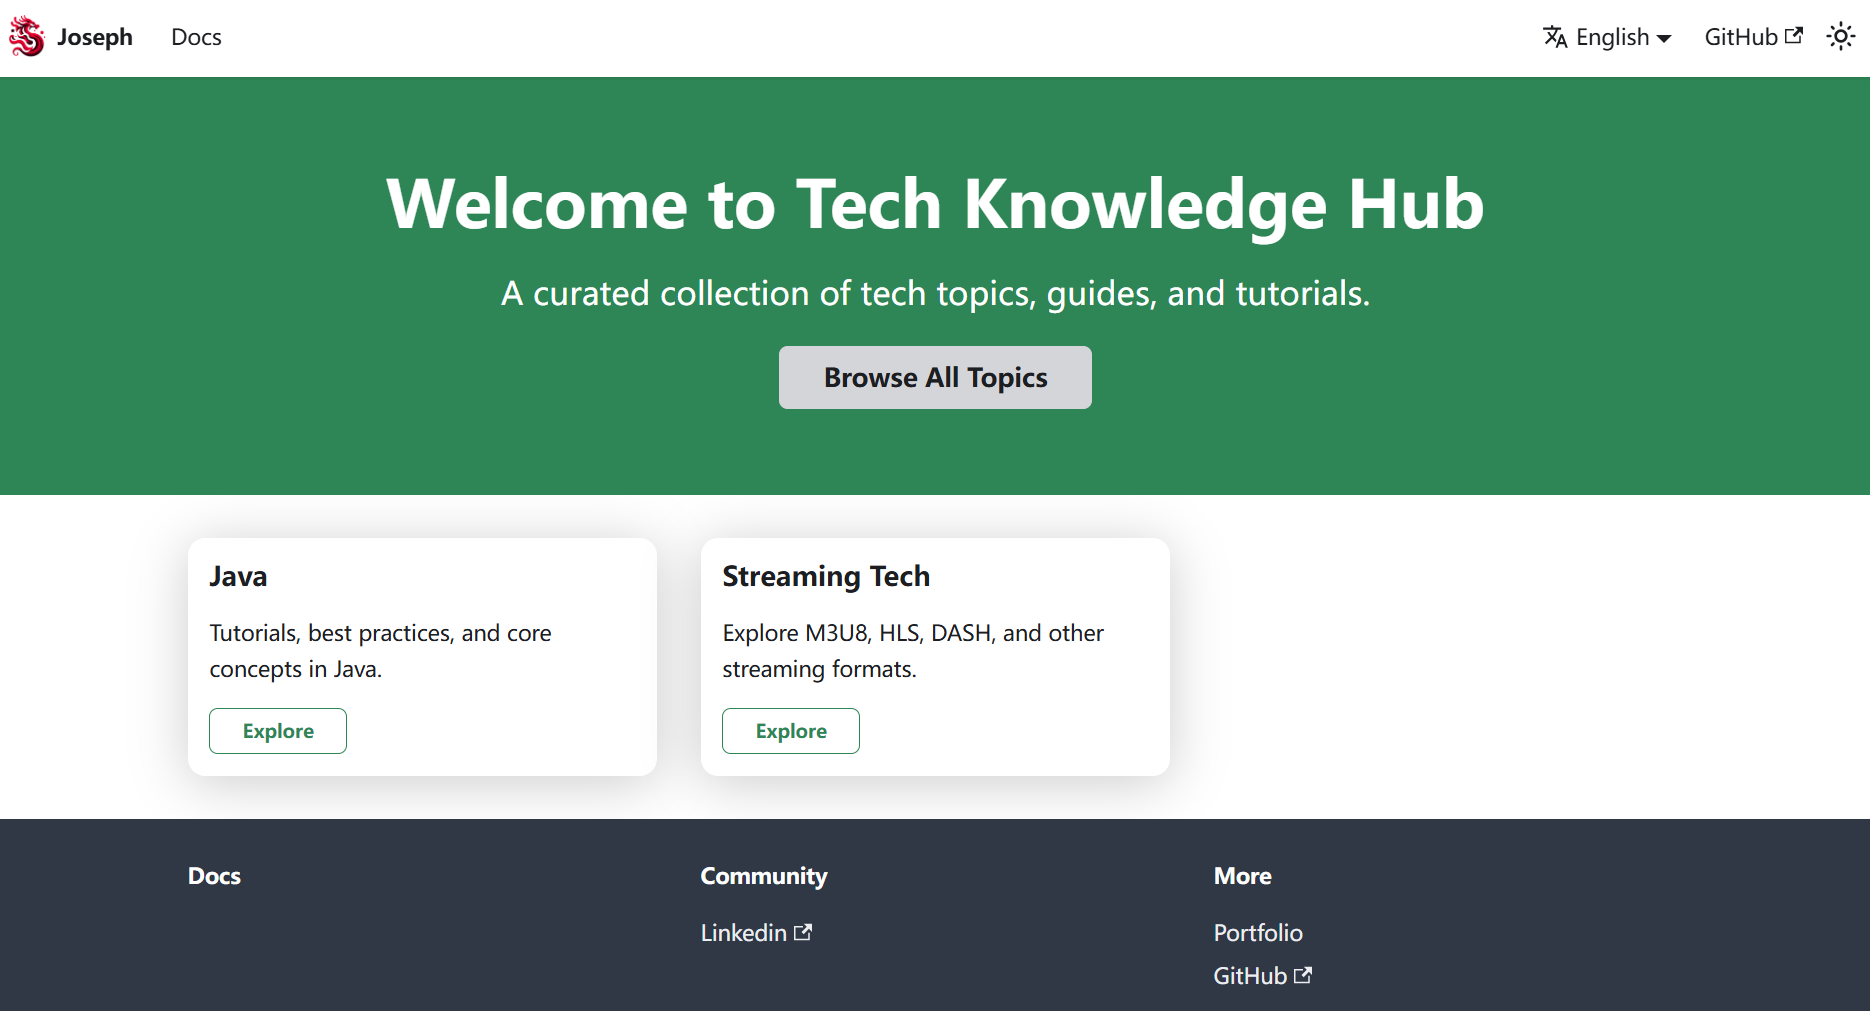 Joseph
Docs
English
GitHub
Welcome to Tech Knowledge Hub
A curated collection of tech topics, guides, and tutorials.
Browse All Topics
Java
Tutorials, best practices, and core
concepts in Java.
Explore
Streaming Tech
Explore M3U8, HLS, DASH, and other
streaming formats.
Explore
Docs
Community
Linkedin
More
Portfolio
GitHub